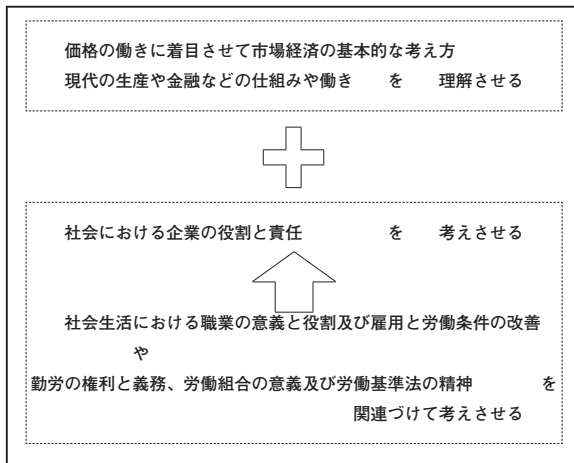 価格の働きに着目させて市場経済の基本的な考え方
現代の生産や金融などの仕組みや働き　　を　　理解させる
社会における企業の役割と責任　　　　　を　　考えさせる
社会生活における職業の意義と役割及び雇用と労働条件の改善
や
勤労の権利と義務、労働組合の意義及び労働基準法の精神　　　　を
関連づけて考えさせる